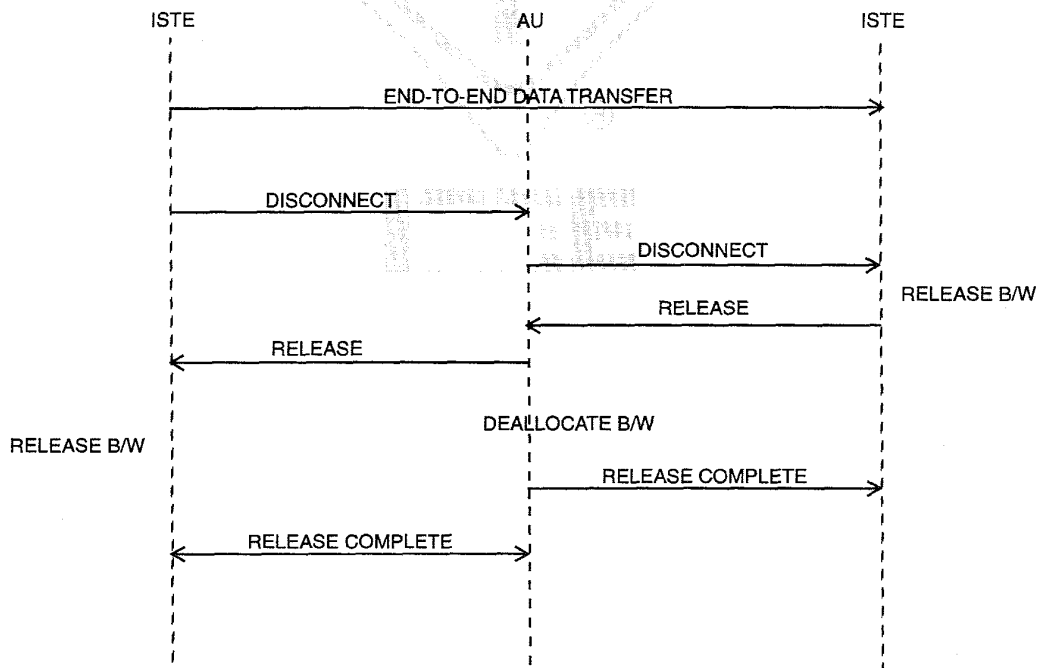 ISTE AU ISTE
END-TO-END DATA TRANSFER
DISCONNECT
DISCONNECT
RELEASE B/W
RELEASE
RELEASE
DEALLOCATE B/W
RELEASE B/W
RELEASE COMPLETE
RELEASE COMPLETE